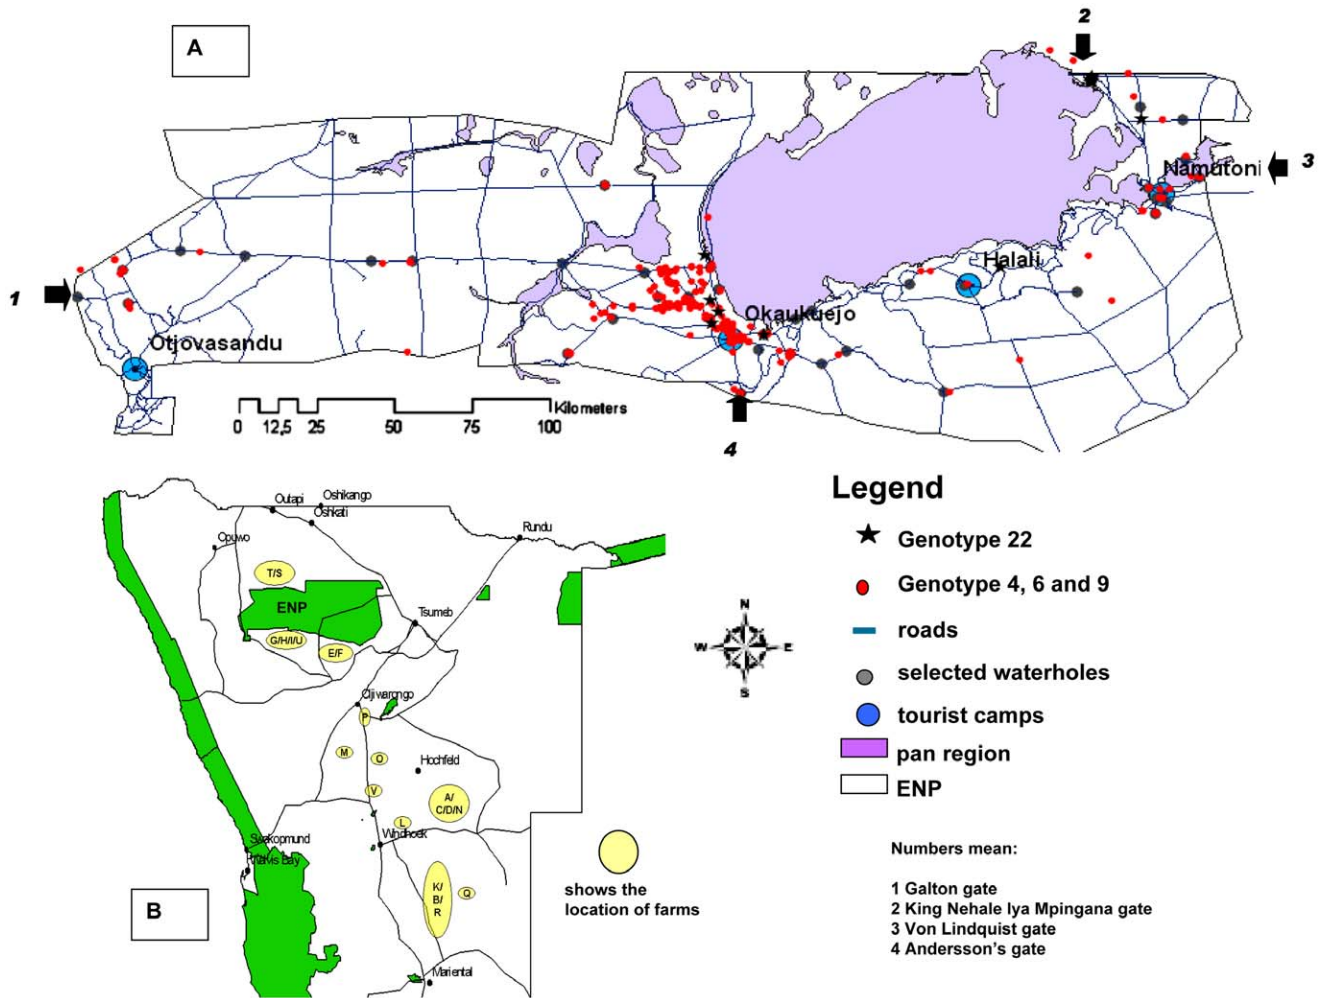 A
2
3
Namutoni
Halali
1
Okaukuejo
Otjovasandu
Kilometers
0 12,5 25 50 75 100
4
Legend
Genotype 22
Genotype 4, 6 and 9
roads
selected waterholes
tourist camps
pan region
ENP
Numbers mean:
1 Galton gate
2 King Nehale lya Mpingana gate
3 Von Lindquist gate
4 Andersson's gate
N
W E
S
Outapi
Oshikango
Oshkati
Opuwo
Rundu
T/S
ENP
Tsumeb
G/H/I/U
E/F
Otjiwarongo
P
M
O
Hochfeld
V
A/
C/D/N
L
Windhoek
Swakopmund
Walvis Bay
K/
B/
R
Q
Mariental
B
shows the
location of farms